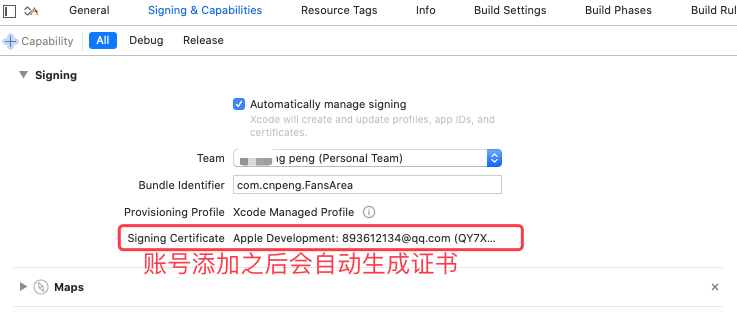 General Signing & Capabilities Resource Tags Info Build Settings Build Phases Build Rul
Capability All Debug Release
Signing
Automatically manage signing
Xcode will create and update profiles, app IDs, and
certificates.
Team ng peng (Personal Team)
Bundle Identifier com.cnpeng.FansArea
Provisioning Profile Xcode Managed Profile
Signing Certificate Apple Development: 893612134@qq.com (QY7X...
账号添加之后会自动生成证书
Maps